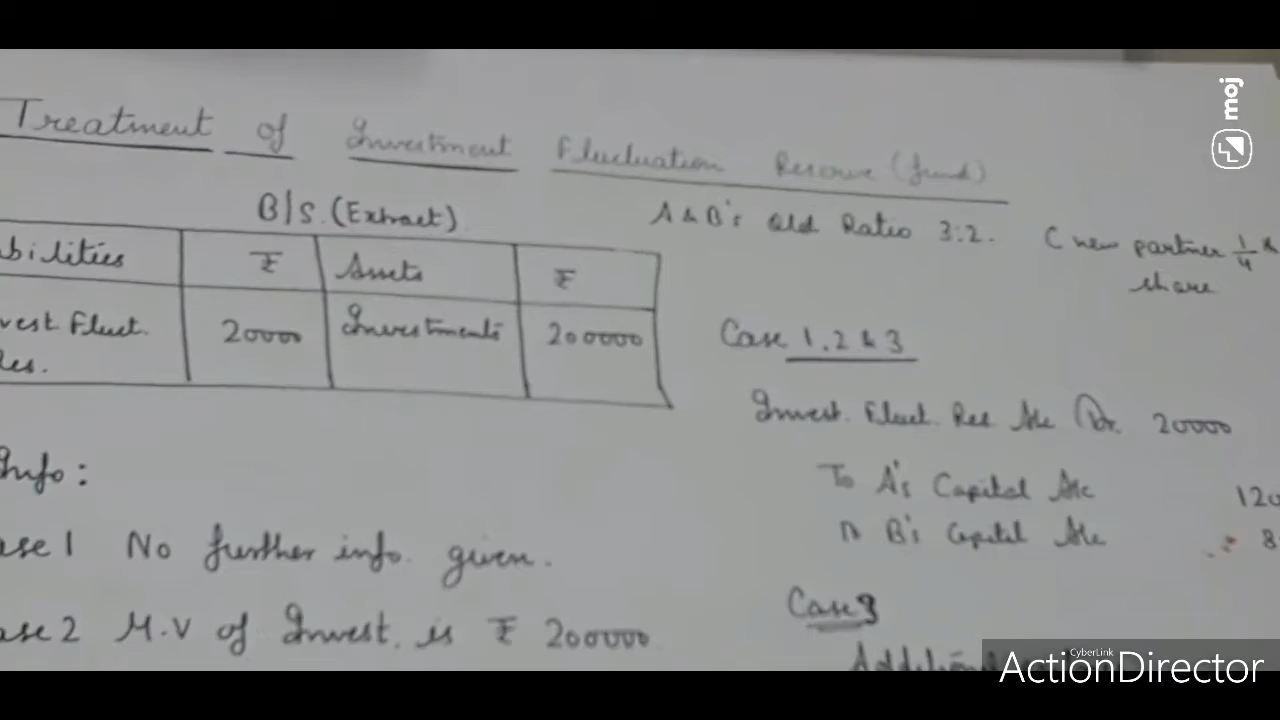 Treatment of Investment Fluctuation Reserve (fund)
B/S. (Extract)
A & B's Old Ratio 3:2.
C new partner 1/4
share
bilities ₹ Assets ₹
vest Fluct. 20000 Investments 200000
Res.
Case 1, 2 & 3
Invest. Fluct. Res A/c Dr. 20000
To A's Capital A/c 120
B's Capital A/c 8
Info:
ase 1 No further info. given.
ase 2 M.V of Invest. is ₹ 200000
Case 3
moj
CyberLink
ActionDirector